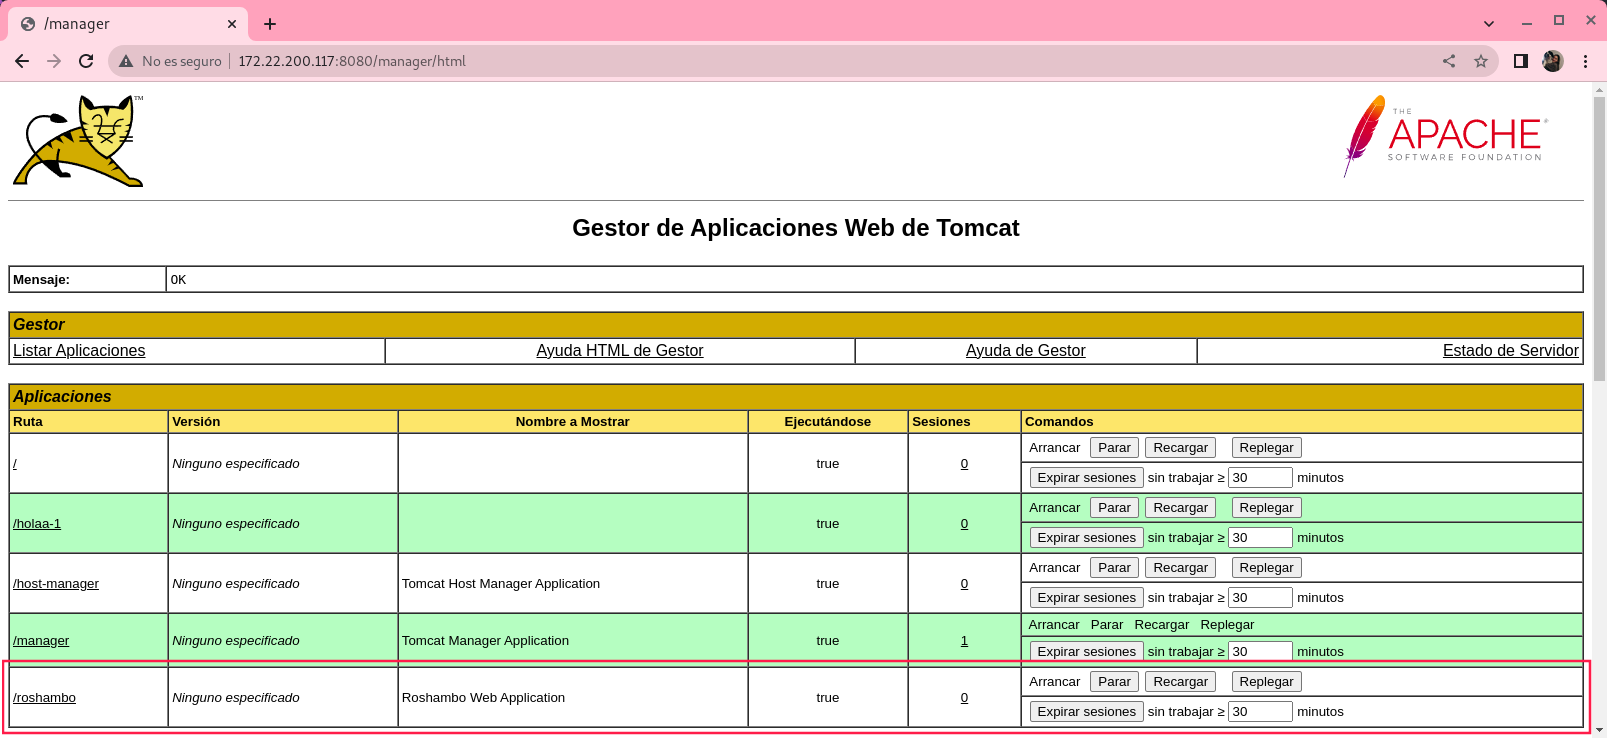 /manager
No es seguro 172.22.200.117:8080/manager/html
TM
THE
APACHE®
SOFTWARE FOUNDATION
Gestor de Aplicaciones Web de Tomcat
Mensaje: OK
Gestor
Listar Aplicaciones Ayuda HTML de Gestor Ayuda de Gestor Estado de Servidor
Aplicaciones
Ruta Versión Nombre a Mostrar Ejecutándose Sesiones Comandos
/ Ninguno especificado true 0 Arrancar Parar Recargar Replegar
Expirar sesiones sin trabajar ≥ 30 minutos
/holaa-1 Ninguno especificado true 0 Arrancar Parar Recargar Replegar
Expirar sesiones sin trabajar ≥ 30 minutos
/host-manager Ninguno especificado Tomcat Host Manager Application true 0 Arrancar Parar Recargar Replegar
Expirar sesiones sin trabajar ≥ 30 minutos
/manager Ninguno especificado Tomcat Manager Application true 1 Arrancar Parar Recargar Replegar
Expirar sesiones sin trabajar ≥ 30 minutos
/roshambo Ninguno especificado Roshambo Web Application true 0 Arrancar Parar Recargar Replegar
Expirar sesiones sin trabajar ≥ 30 minutos